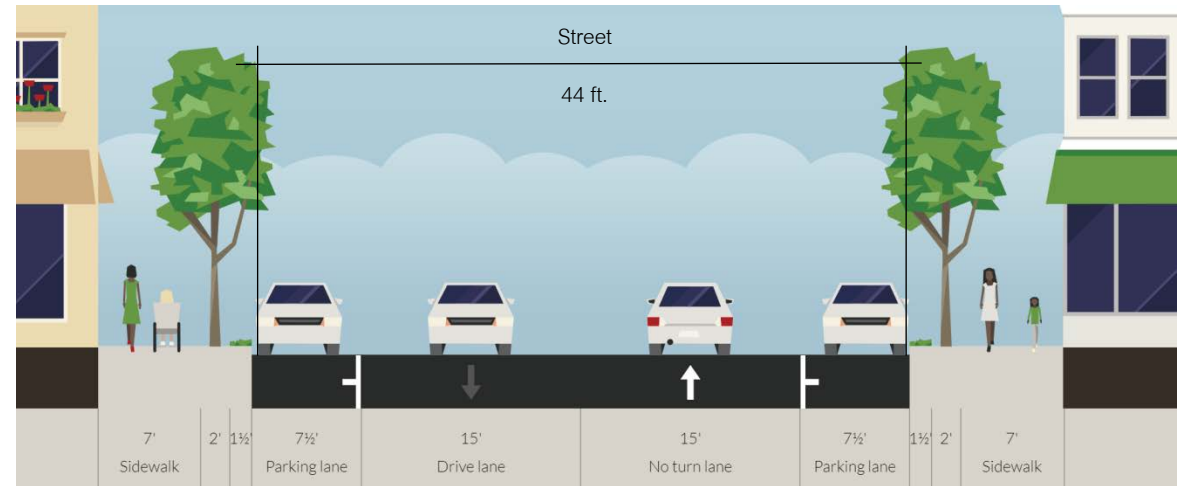 Street
44 ft.
7' 2' 1½' 7½' 15' 15' 7½' 1½' 2' 7'
Sidewalk Parking lane Drive lane No turn lane Parking lane Sidewalk